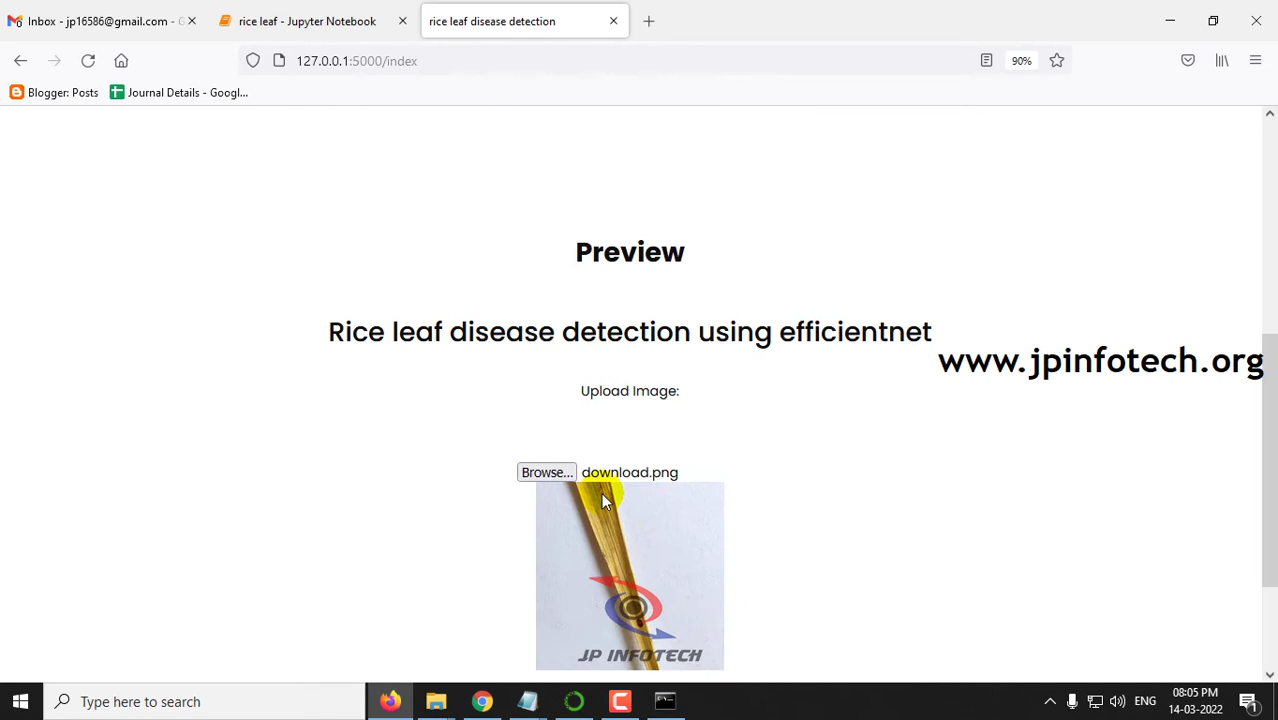 Inbox - jp16586@gmail.com - G
rice leaf - Jupyter Notebook
rice leaf disease detection
127.0.0.1:5000/index
90%
Blogger: Posts
Journal Details - Googl...
Preview
Rice leaf disease detection using efficientnet
www.jpinfotech.org
Upload Image:
Browse... download.png
JP INFOTECH
Type here to search
ENG
08:05 PM
14-03-2022
1